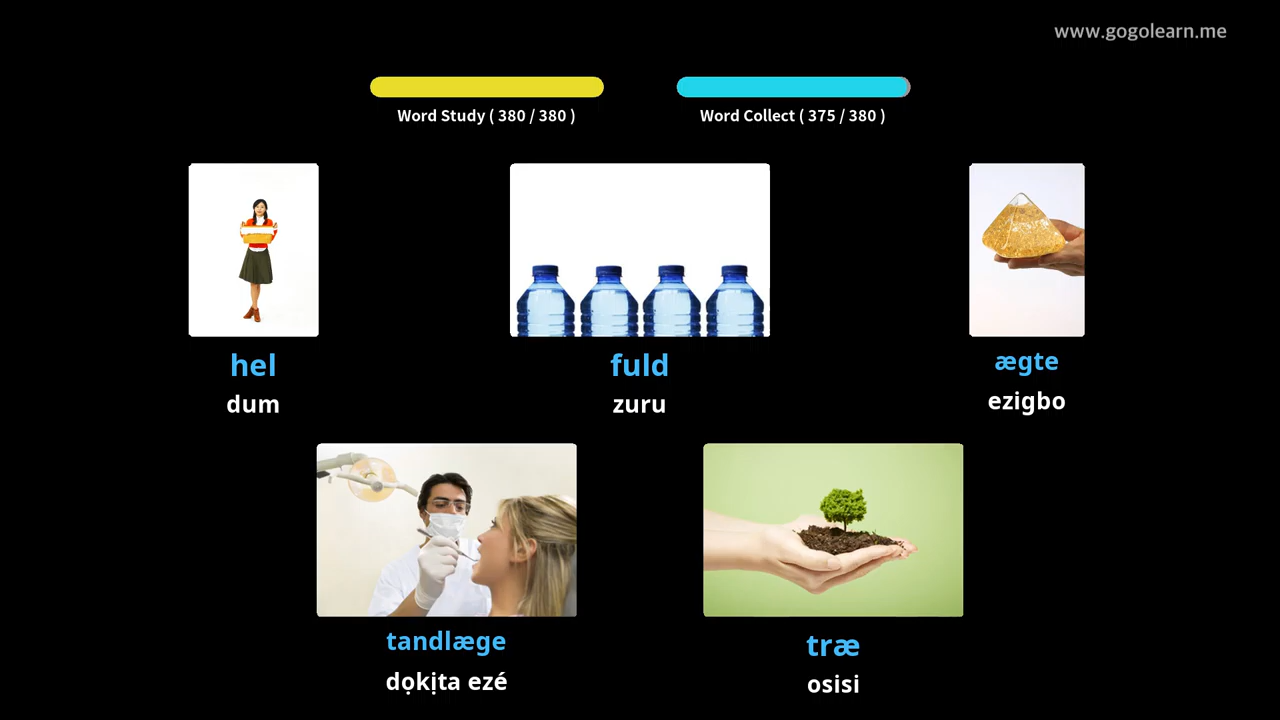 www.gogolearn.me
Word Study ( 380 / 380 )
Word Collect ( 375 / 380 )
hel
dum
fuld
zuru
ægte
ezigbo
tandlæge
dọkịta ezé
træ
osisi